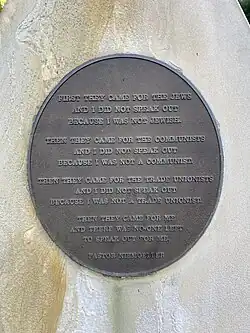 FIRST THEY CAME FOR THE JEWS
AND I DID NOT SPEAK OUT
BECAUSE I WAS NOT JEWISH.
THEN THEY CAME FOR THE COMMUNISTS
AND I DID NOT SPEAK OUT
BECAUSE I WAS NOT A COMMUNIST.
THEN THEY CAME FOR THE TRADE UNIONISTS
AND I DID NOT SPEAK OUT
BECAUSE I WAS NOT A TRADE UNIONIST.
THEN THEY CAME FOR ME
AND THERE WAS NO-ONE LEFT
TO SPEAK OUT FOR ME.
PASTOR NIEMOELLER